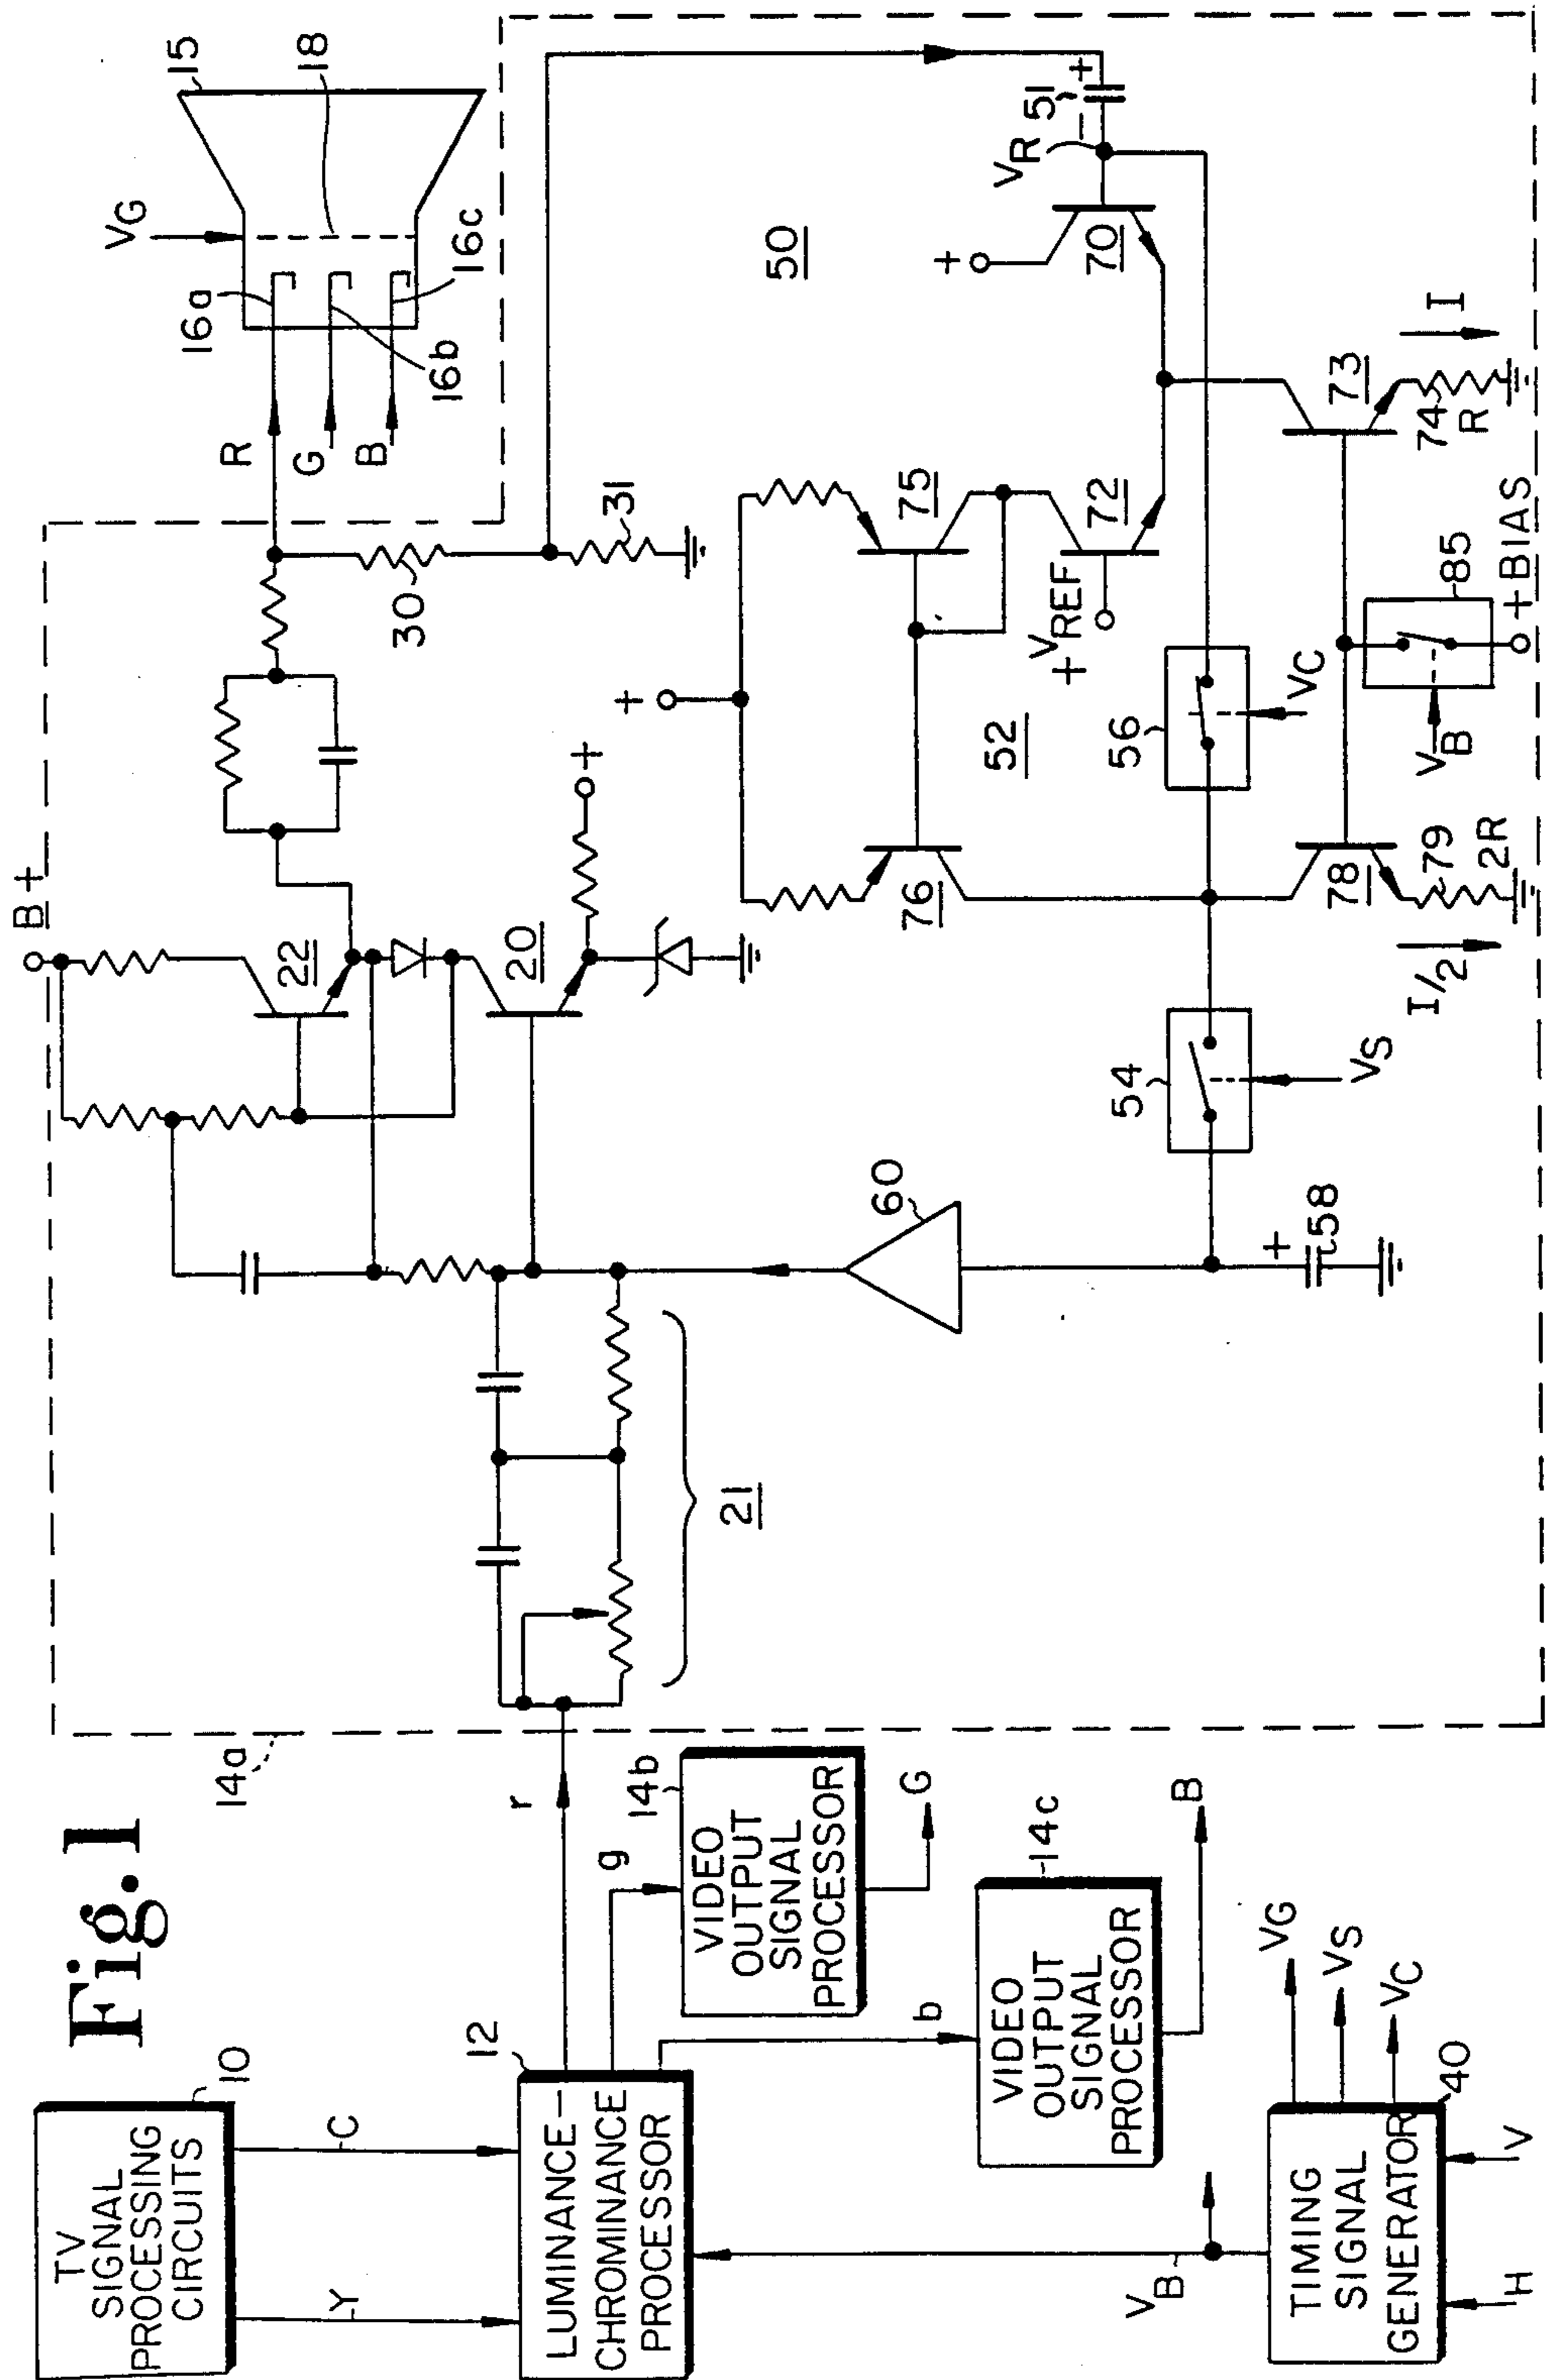 Fig.1
TV
SIGNAL
PROCESSING
CIRCUITS
10
Y
C
LUMINANCE-
CHROMINANCE
PROCESSOR
12
r
g
b
14a
VIDEO
OUTPUT
SIGNAL
PROCESSOR
14b
G
VIDEO
OUTPUT
SIGNAL
PROCESSOR
14c
B
VB
TIMING
SIGNAL
GENERATOR
40
VG
VS
VC
H
V
21
B+
22
20
+
60
58
+
54
VS
R
G
B
16a
16b
16c
VG
15
18
30
31
50
51
+
−
VR
70
+
+
75
76
52
72
+VREF
56
VC
73
74
R
I
78
79
2R
I/2
VB
85
+BIAS